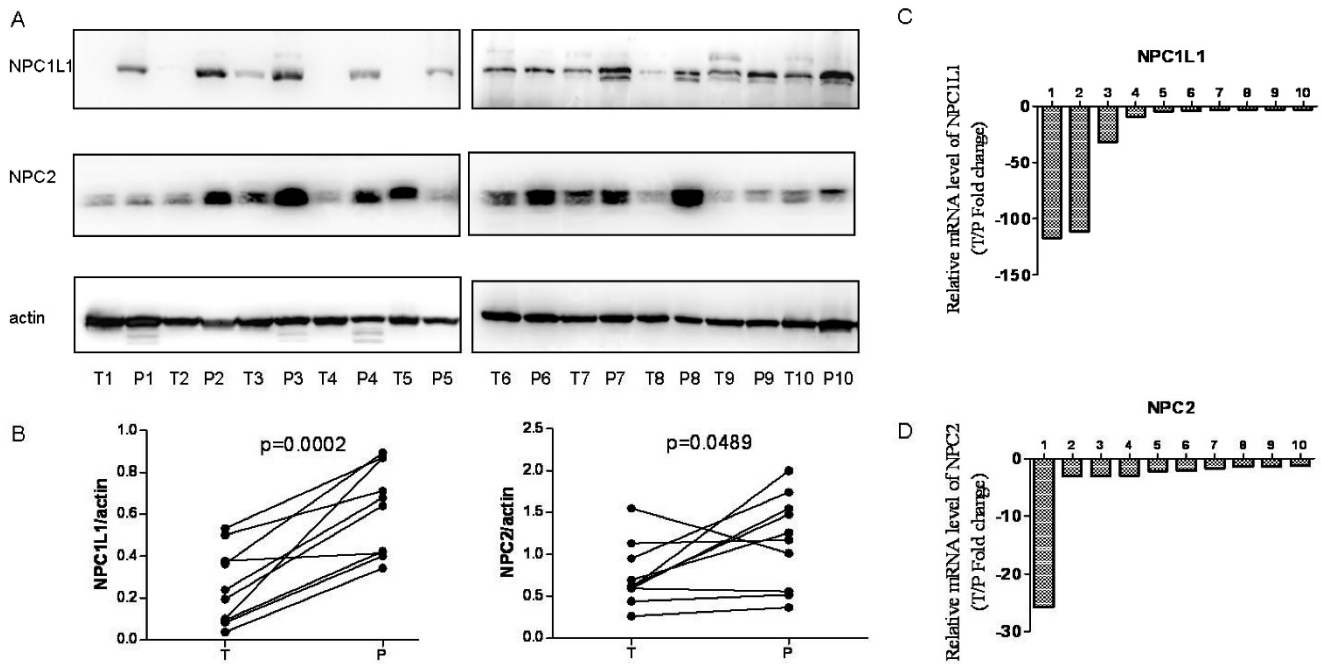 A
NPC1L1
NPC2
actin
T1 P1 T2 P2 T3 P3 T4 P4 T5 P5 T6 P6 T7 P7 T8 P8 T9 P9 T10 P10
B
p=0.0002
NPC1L1/actin
1.0
0.8
0.6
0.4
0.2
0.0
T P
p=0.0489
NPC2/actin
2.5
2.0
1.5
1.0
0.5
0.0
T P
C
NPC1L1
Relative mRNA level of NPC1L1
(T/P Fold change)
1 2 3 4 5 6 7 8 9 10
0
-50
-100
-150
D
NPC2
Relative mRNA level of NPC2
(T/P Fold change)
1 2 3 4 5 6 7 8 9 10
0
-10
-20
-30